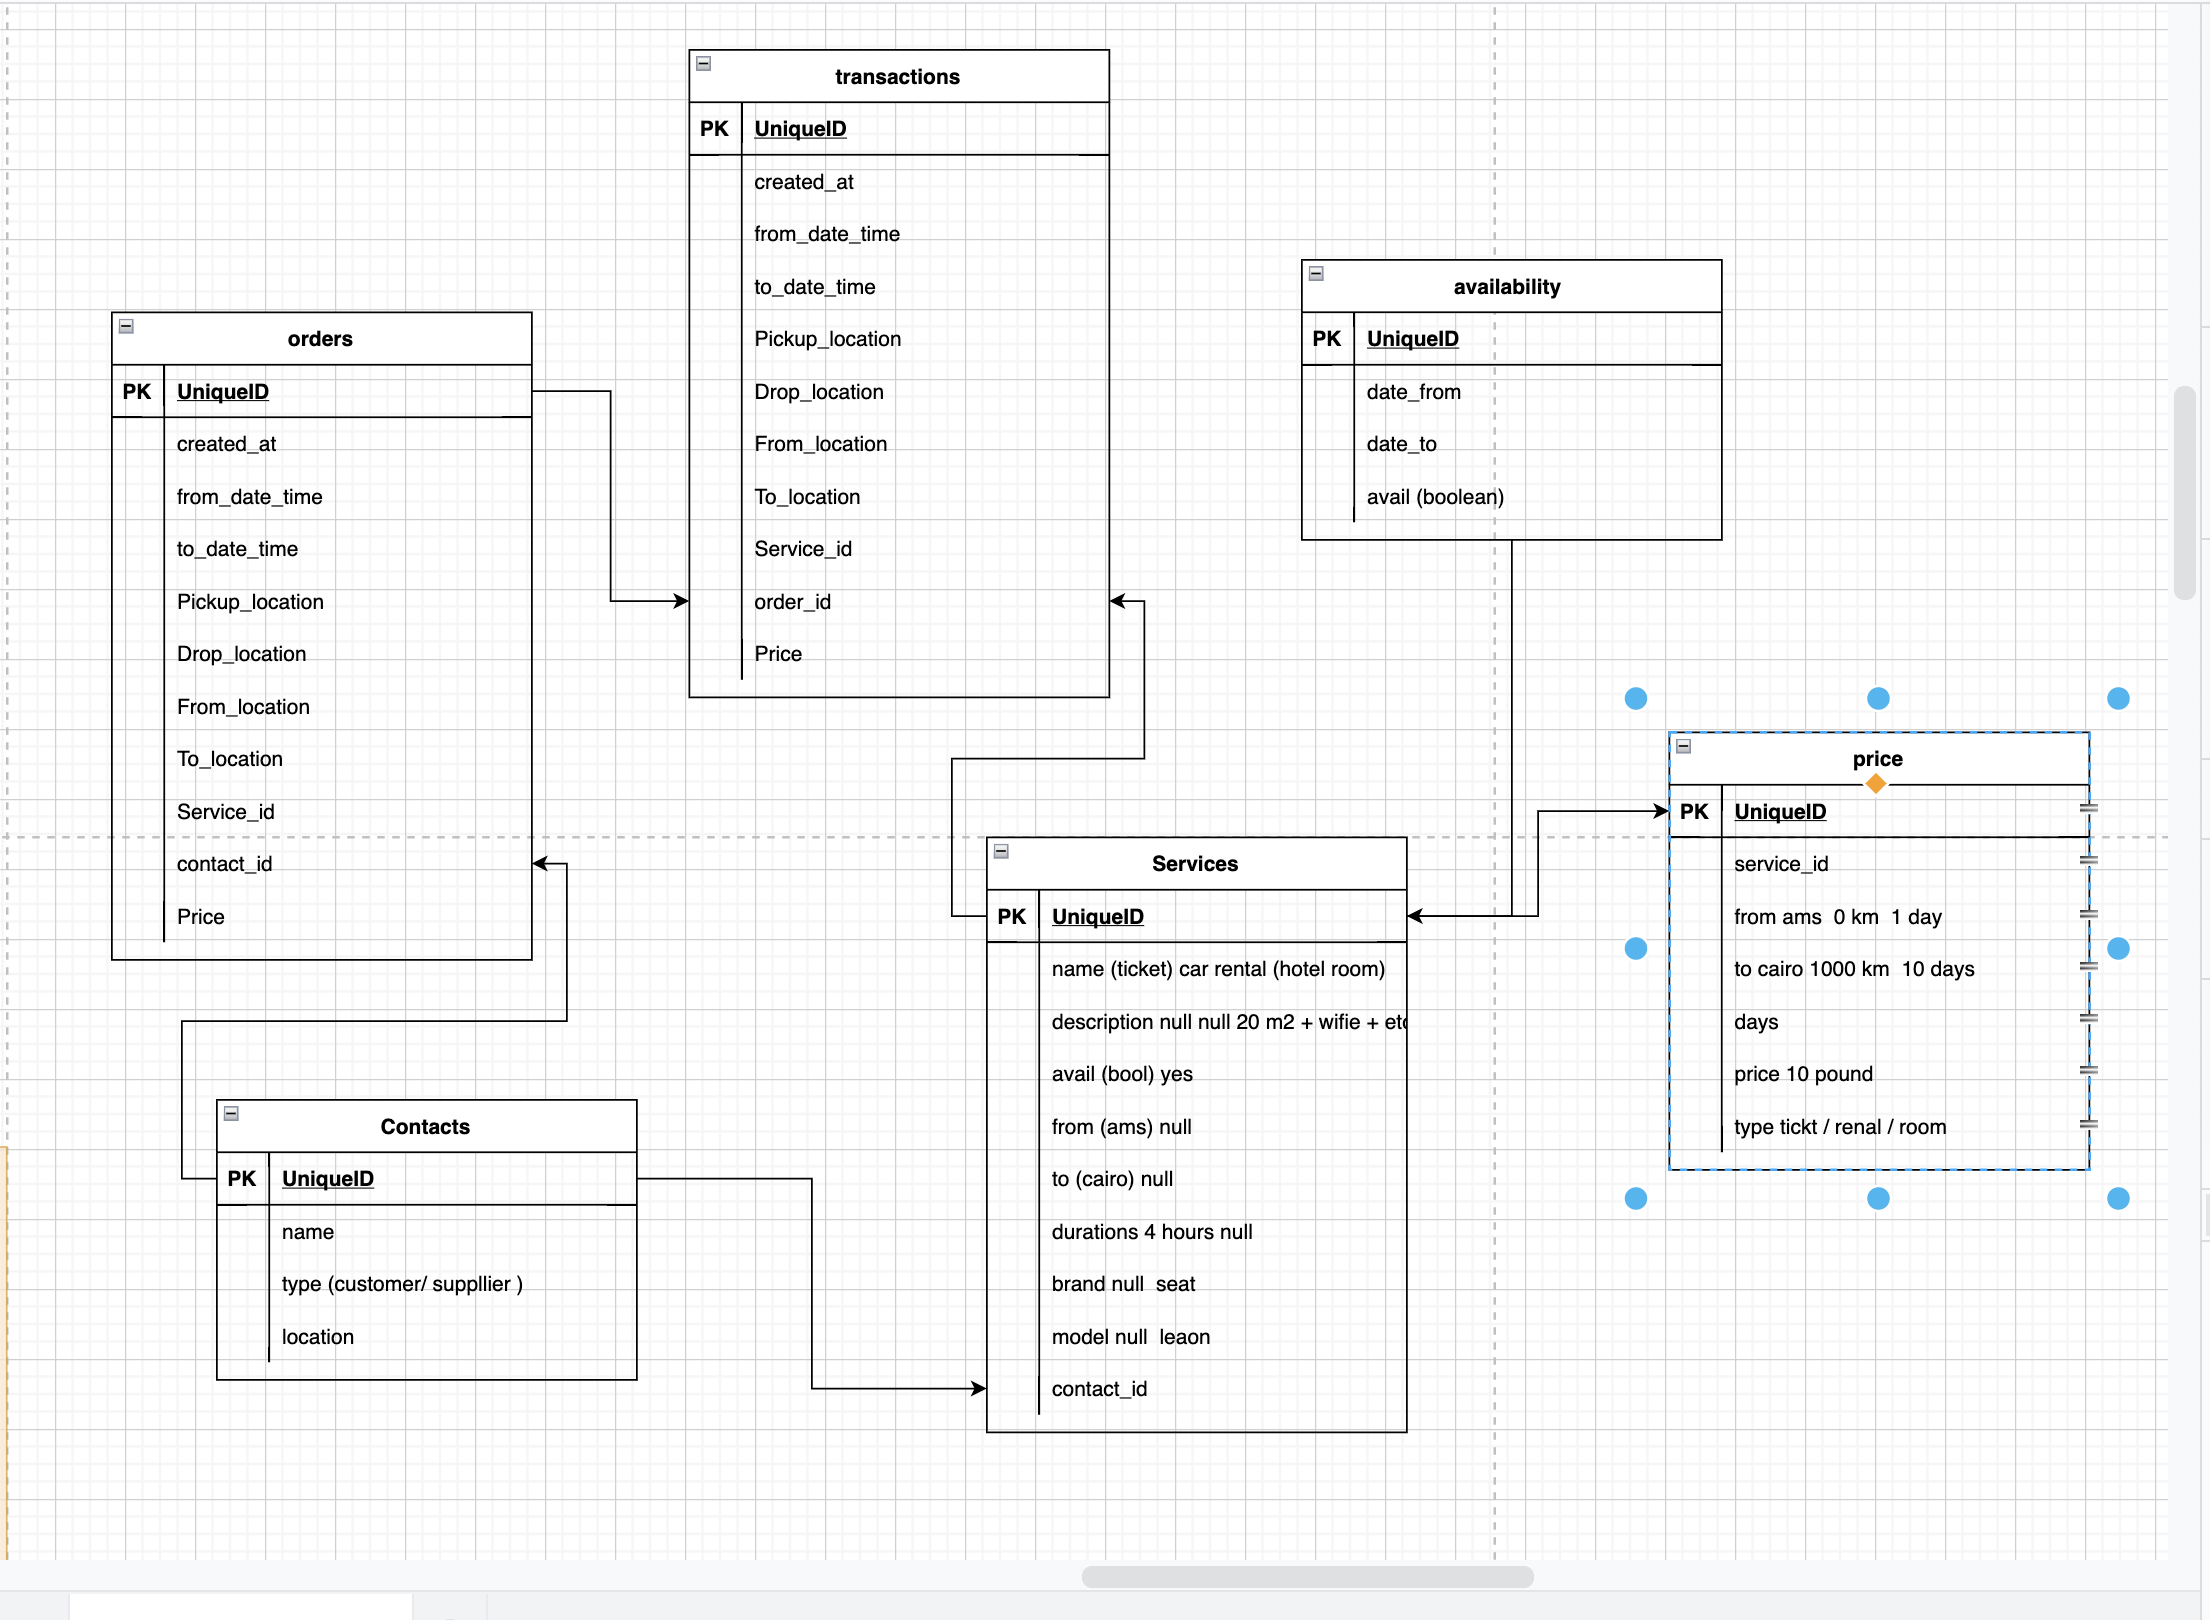 transactions
PK UniqueID
created_at
from_date_time
to_date_time
Pickup_location
Drop_location
From_location
To_location
Service_id
order_id
Price
availability
PK UniqueID
date_from
date_to
avail (boolean)
orders
PK UniqueID
created_at
from_date_time
to_date_time
Pickup_location
Drop_location
From_location
To_location
Service_id
contact_id
Price
price
PK UniqueID
service_id
from ams  0 km  1 day
to cairo 1000 km  10 days
days
price 10 pound
type tickt / renal / room
Services
PK UniqueID
name (ticket) car rental (hotel room)
description null null 20 m2 + wifie + etc
avail (bool) yes
from (ams) null
to (cairo) null
durations 4 hours null
brand null  seat
model null  leaon
contact_id
Contacts
PK UniqueID
name
type (customer/ suppllier )
location